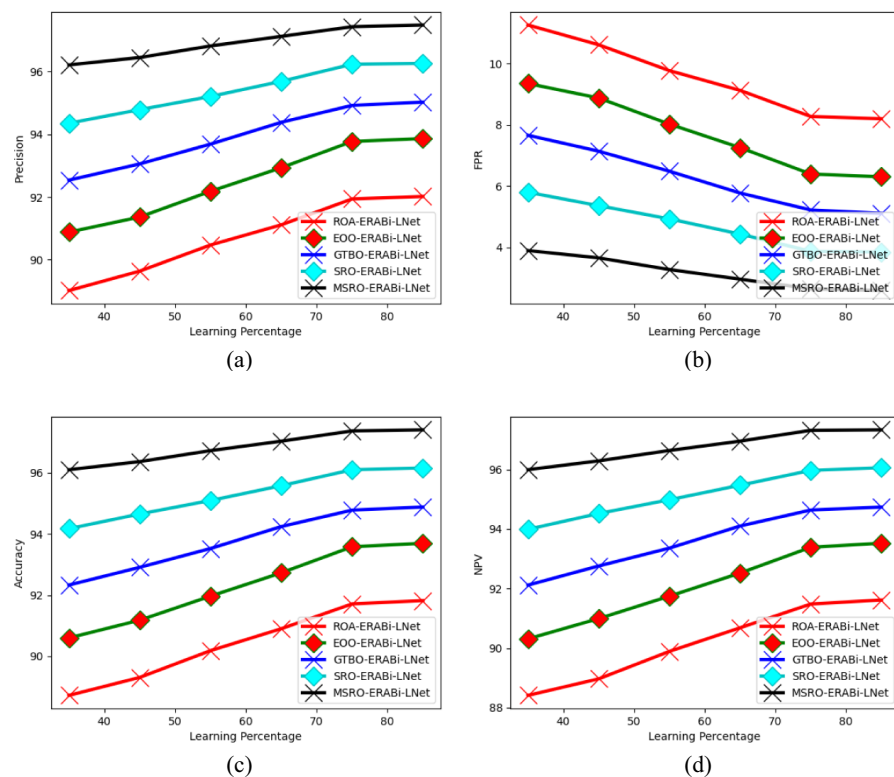 96
94
92
90
Precision
40
50
60
70
80
Learning Percentage
ROA-ERABi-LNet
EOO-ERABi-LNet
GTBO-ERABi-LNet
SRO-ERABi-LNet
MSRO-ERABi-LNet
(a)
10
8
6
4
FPR
40
50
60
70
80
Learning Percentage
ROA-ERABi-LNet
EOO-ERABi-LNet
GTBO-ERABi-LNet
SRO-ERABi-LNet
MSRO-ERABi-LNet
(b)
96
94
92
90
Accuracy
40
50
60
70
80
Learning Percentage
ROA-ERABi-LNet
EOO-ERABi-LNet
GTBO-ERABi-LNet
SRO-ERABi-LNet
MSRO-ERABi-LNet
(c)
96
94
92
90
88
NPV
40
50
60
70
80
Learning Percentage
ROA-ERABi-LNet
EOO-ERABi-LNet
GTBO-ERABi-LNet
SRO-ERABi-LNet
MSRO-ERABi-LNet
(d)